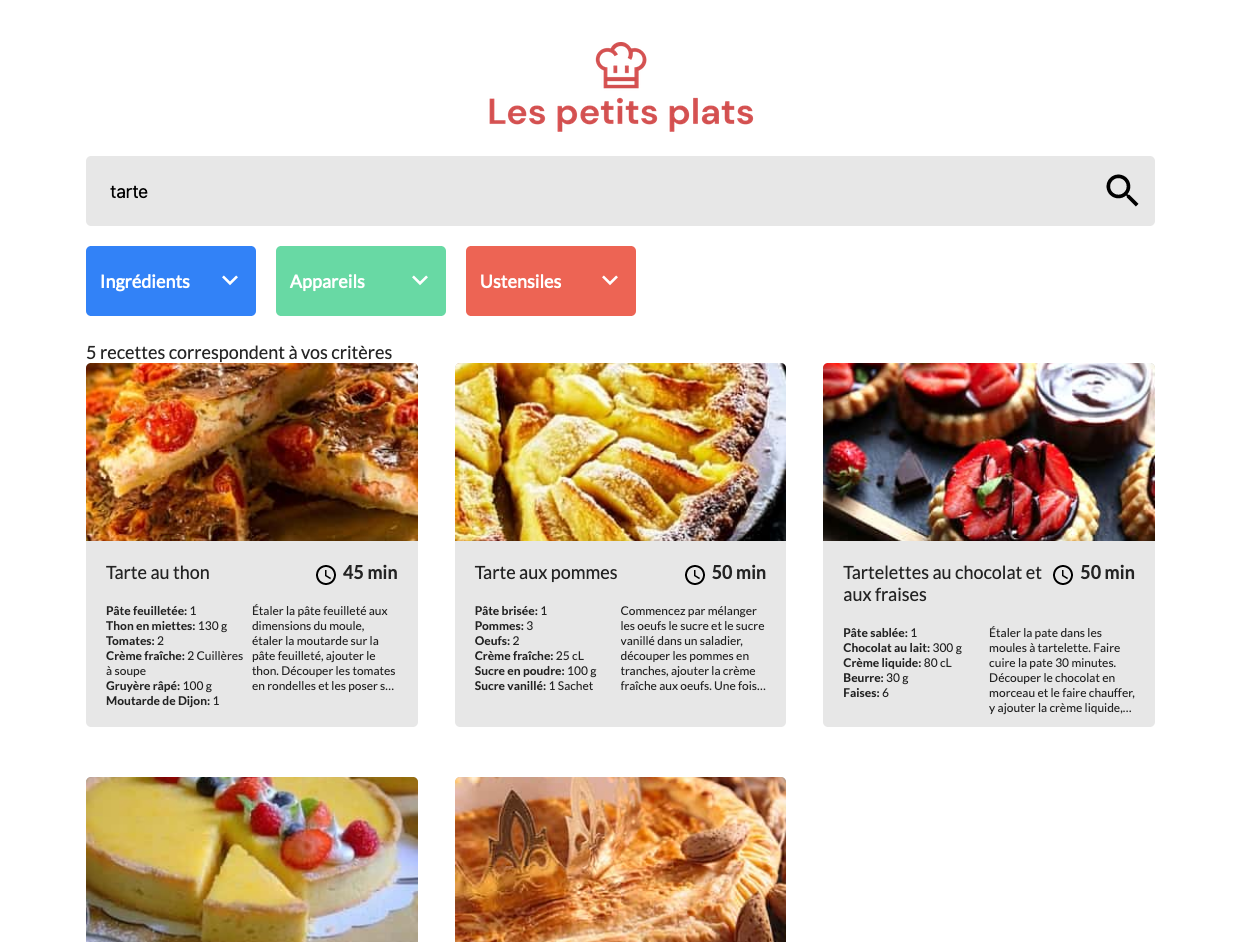 Les petits plats
tarte
Ingrédients
Appareils
Ustensiles
5 recettes correspondent à vos critères
Tarte au thon
45 min
Pâte feuilletée: 1
Thon en miettes: 130 g
Tomates: 2
Crème fraîche: 2 Cuillères
à soupe
Gruyère râpé: 100 g
Moutarde de Dijon: 1
Étaler la pâte feuilleté aux
dimensions du moule,
étaler la moutarde sur la
pâte feuilleté, ajouter le
thon. Découper les tomates
en rondelles et les poser s...
Tarte aux pommes
50 min
Pâte brisée: 1
Pommes: 3
Oeufs: 2
Crème fraîche: 25 cL
Sucre en poudre: 100 g
Sucre vanillé: 1 Sachet
Commencez par mélanger
les oeufs le sucre et le sucre
vanillé dans un saladier,
découper les pommes en
tranches, ajouter la crème
fraîche aux oeufs. Une fois...
Tartelettes au chocolat et
aux fraises
50 min
Pâte sablée: 1
Chocolat au lait: 300 g
Crème liquide: 80 cL
Beurre: 30 g
Faises: 6
Étaler la pate dans les
moules à tartelette. Faire
cuire la pate 30 minutes.
Découper le chocolat en
morceau et le faire chauffer,
y ajouter la crème liquide,...